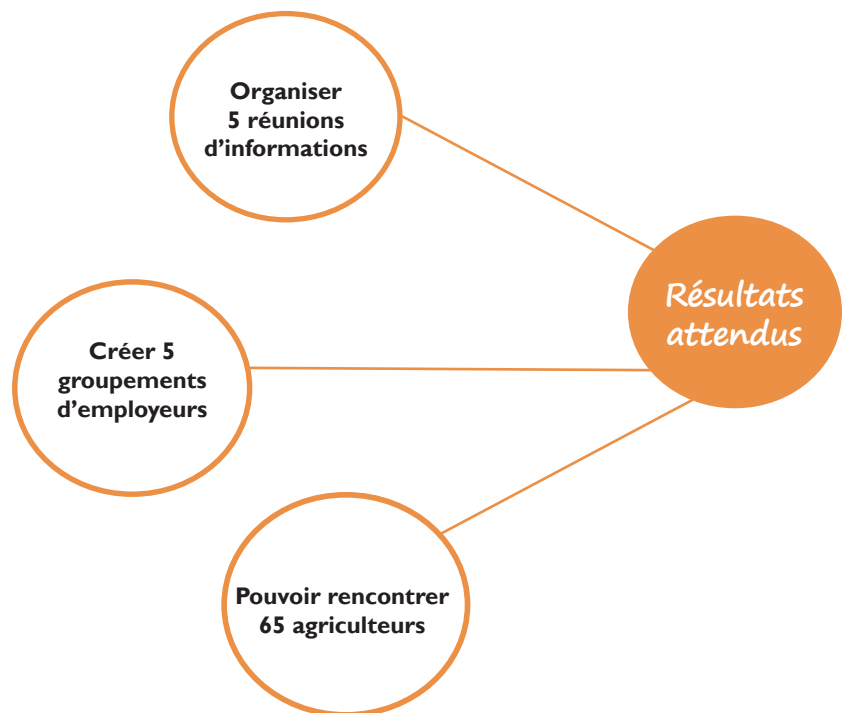 Organiser
5 réunions
d’informations
Résultats
attendus
Créer 5
groupements
d’employeurs
Pouvoir rencontrer
65 agriculteurs